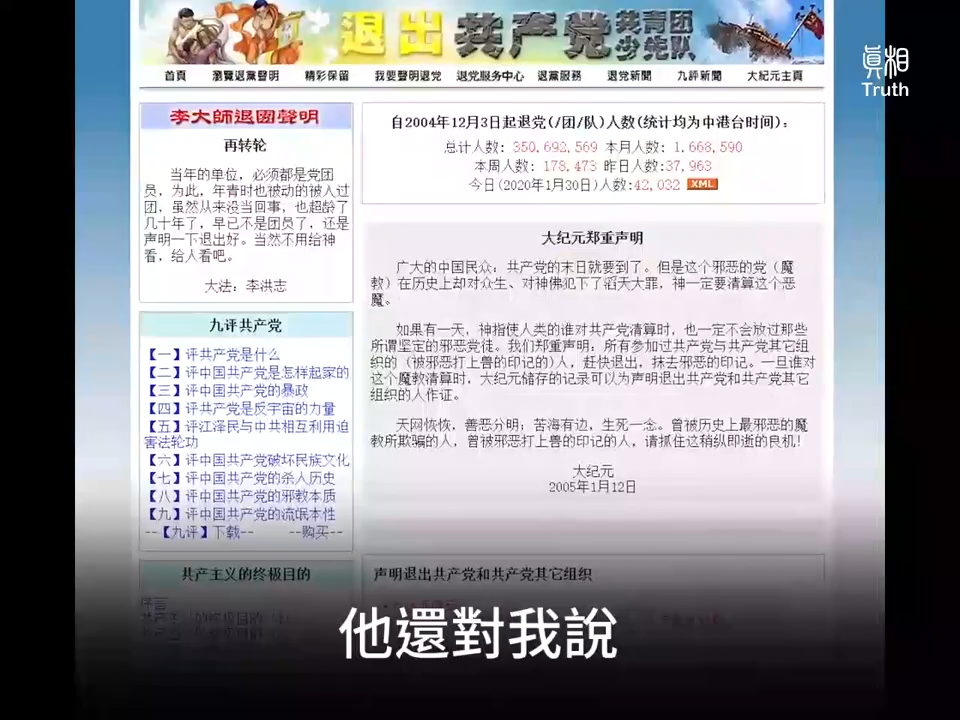 退出共产党 共青团 少先队
眞相
Truth
首頁 瀏覽退黨聲明 精彩保留 我要聲明退党 退党服务中心 退黨服務 退党新聞 九評新聞 大紀元主頁
李大師退團聲明
再转轮
当年的单位，必须都是党团
员，为此，年青时也被动的被入过
团，虽然从来没当回事，也超龄了
几十年了，早已不是团员了，还是
声明一下退出好。当然不用给神
看，给人看吧。
大法：李洪志
九评共产党
【一】评共产党是什么
【二】评中国共产党是怎样起家的
【三】评中国共产党的暴政
【四】评共产党是反宇宙的力量
【五】评江泽民与中共相互利用迫
害法轮功
【六】评中国共产党破坏民族文化
【七】评中国共产党的杀人历史
【八】评中国共产党的邪教本质
【九】评中国共产党的流氓本性
--【九评】下载-- --购买--
共产主义的终极目的
自2004年12月3日起退党(/团/队)人数(统计均为中港台时间)：
总计人数: 350,692,569 本月人数: 1,668,590
本周人数: 178,473 昨日人数:37,963
今日(2020年1月30日)人数:42,032 XML
大纪元郑重声明
广大的中国民众：共产党的末日就要到了。但是这个邪恶的党（魔
教）在历史上却对众生、对神佛犯下了滔天大罪，神一定要清算这个恶
魔。
如果有一天，神指使人类的谁对共产党清算时，也一定不会放过那些
所谓坚定的邪恶党徒。我们郑重声明：所有参加过共产党与共产党其它组
织的（被邪恶打上兽的印记的）人，赶快退出，抹去邪恶的印记。一旦谁对
这个魔教清算时，大纪元储存的记录可以为声明退出共产党和共产党其它
组织的人作证。
天网恢恢，善恶分明；苦海有边，生死一念。曾被历史上最邪恶的魔
教所欺骗的人，曾被邪恶打上兽的印记的人，请抓住这稍纵即逝的良机！
大纪元
2005年1月12日
声明退出共产党和共产党其它组织
他還對我說